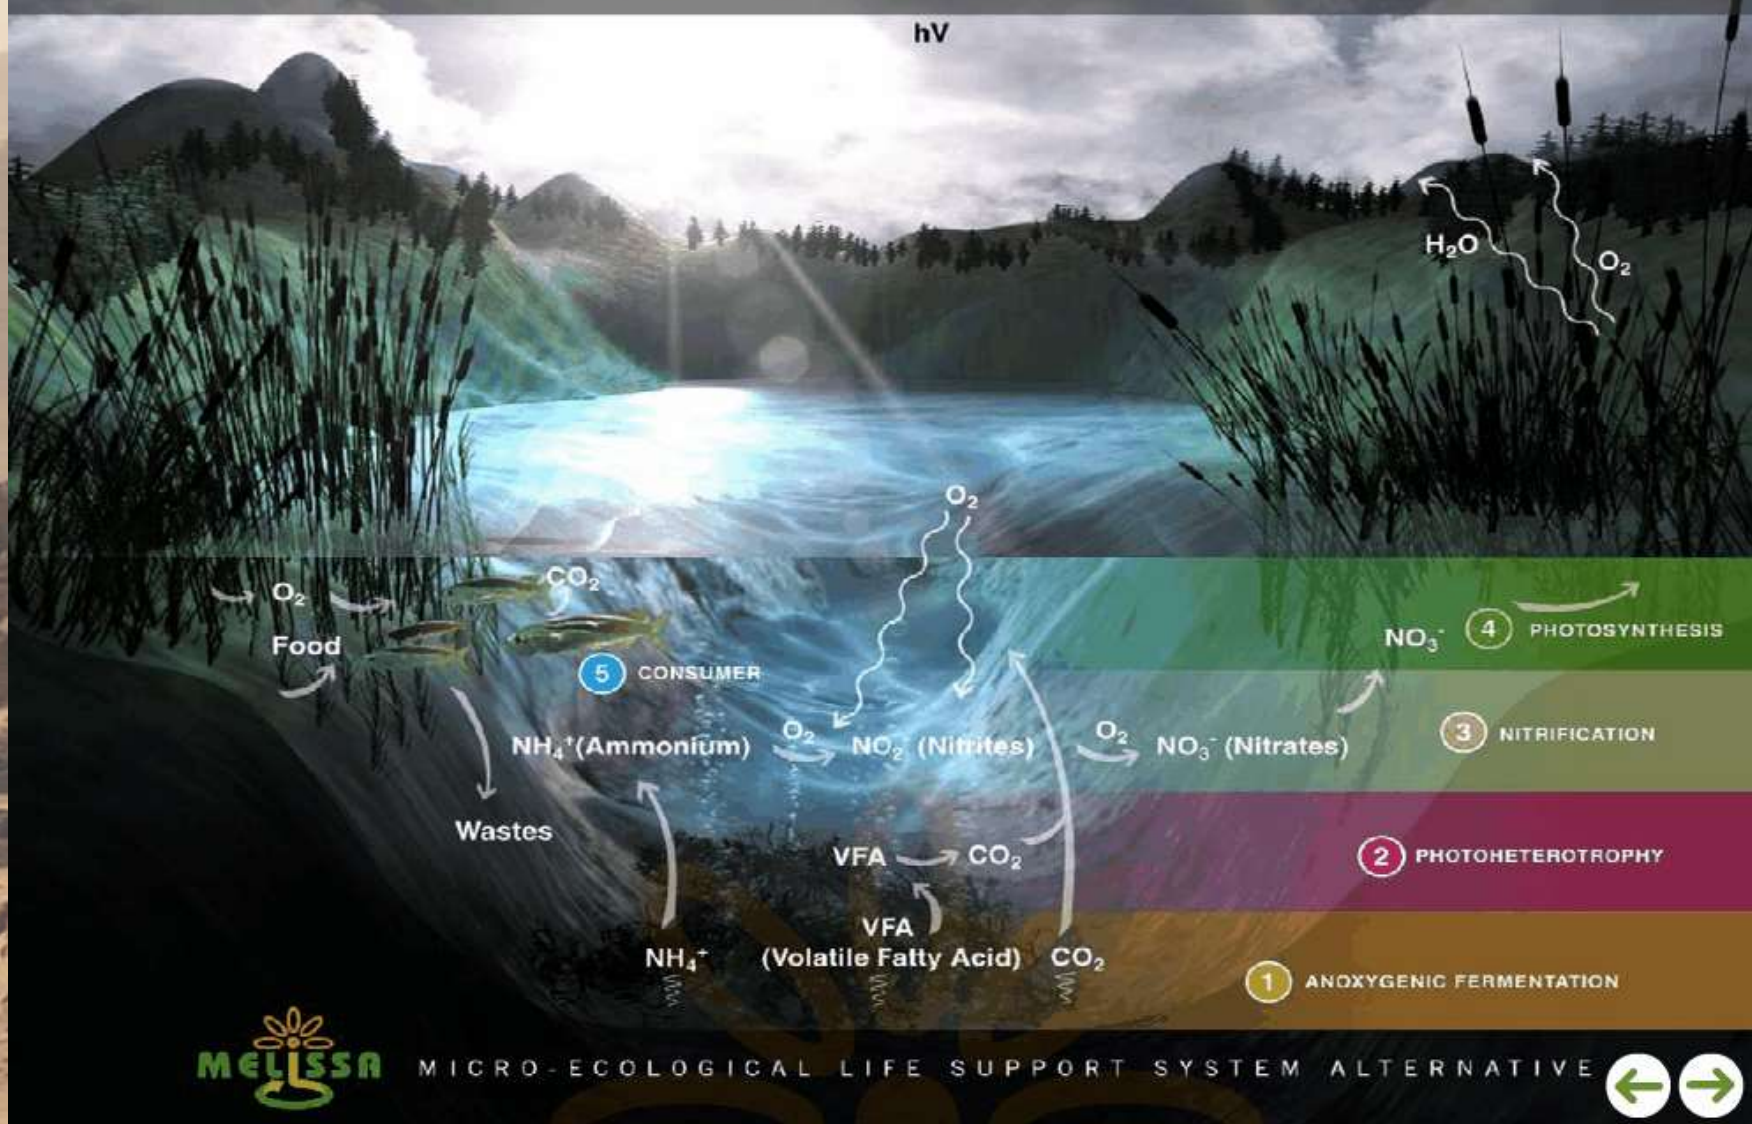 hV
H₂O
O₂
O₂
O₂
CO₂
Food
5 CONSUMER
NO₃⁻
4 PHOTOSYNTHESIS
NH₄⁺(Ammonium)
O₂
NO₂⁻ (Nitrites)
O₂
NO₃⁻ (Nitrates)
3 NITRIFICATION
Wastes
VFA
CO₂
2 PHOTOHETEROTROPHY
NH₄⁺
VFA
(Volatile Fatty Acid)
CO₂
1 ANOXYGENIC FERMENTATION
MELISSA
MICRO-ECOLOGICAL LIFE SUPPORT SYSTEM ALTERNATIVE